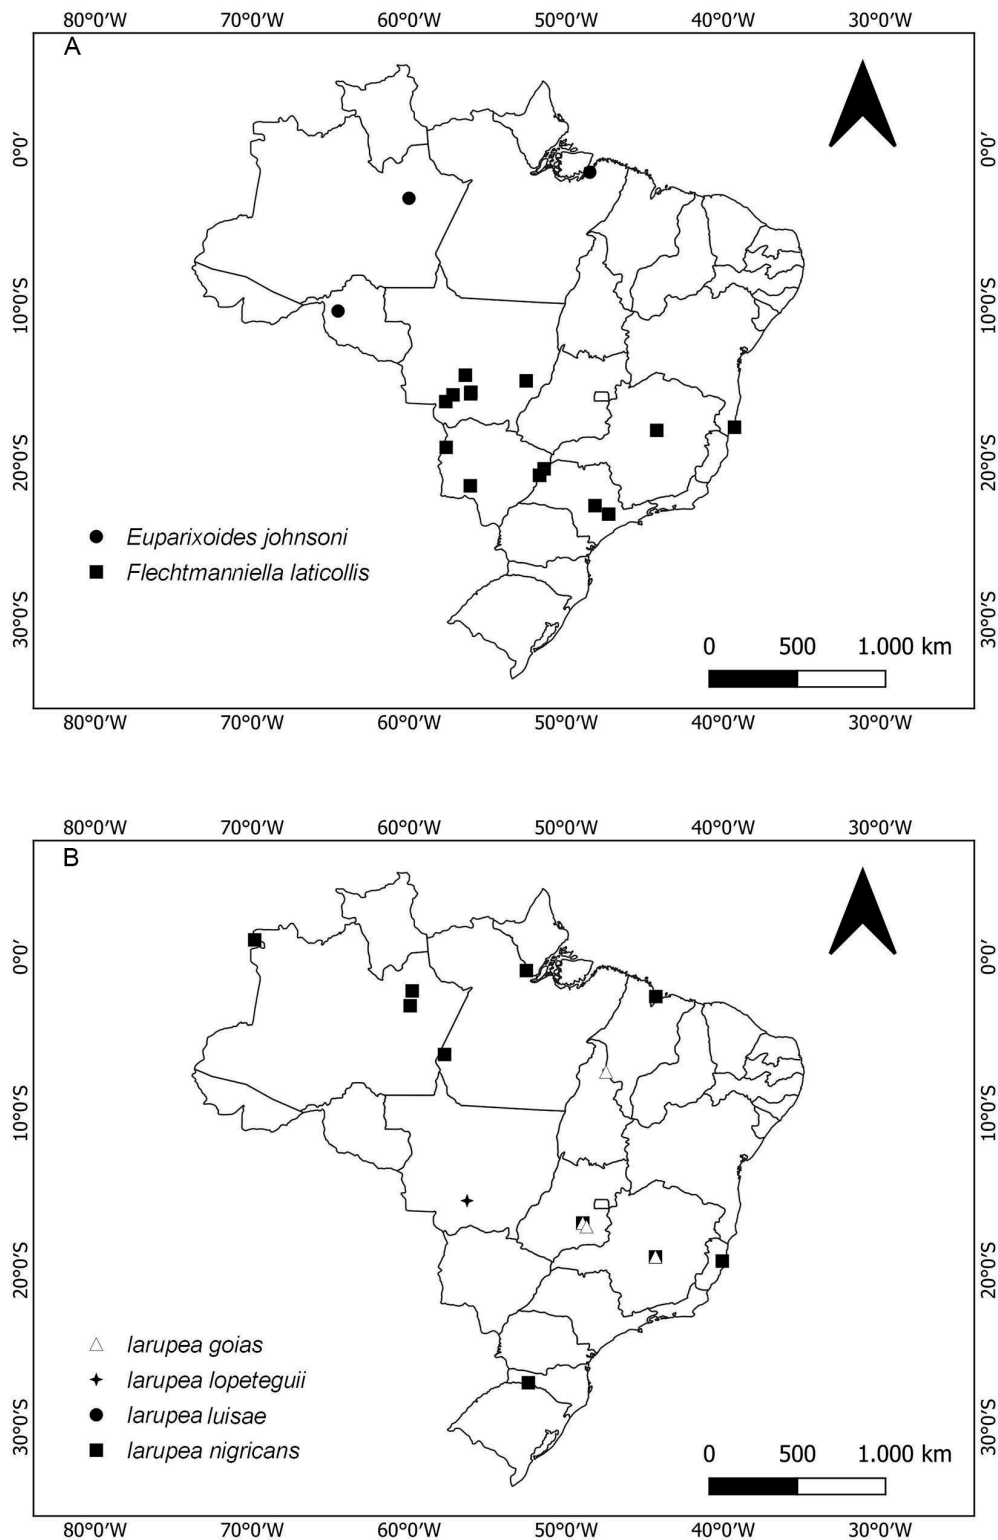 80°0′W 70°0′W 60°0′W 50°0′W 40°0′W 30°0′W
A
0°0′ 0°0′
10°0′S 10°0′S
20°0′S 20°0′S
Euparixoides johnsoni
Flechtmanniella laticollis
30°0′S 30°0′S
0 500 1.000 km
80°0′W 70°0′W 60°0′W 50°0′W 40°0′W 30°0′W
80°0′W 70°0′W 60°0′W 50°0′W 40°0′W 30°0′W
B
0°0′ 0°0′
10°0′S 10°0′S
20°0′S 20°0′S
Iarupea goias
Iarupea lopeteguii
Iarupea luisae
Iarupea nigricans
30°0′S 30°0′S
0 500 1.000 km
80°0′W 70°0′W 60°0′W 50°0′W 40°0′W 30°0′W